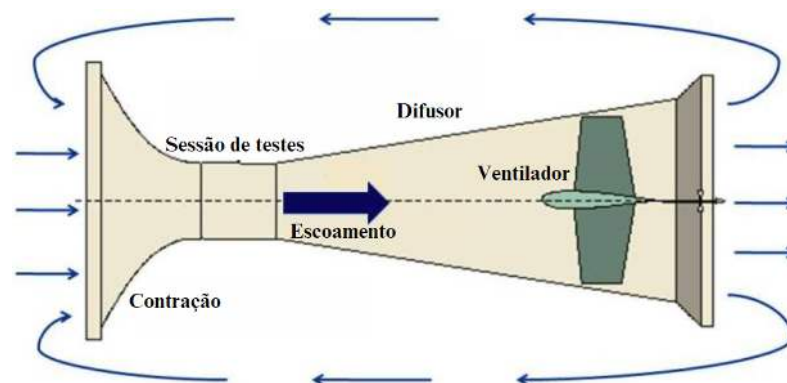 Difusor
Sessão de testes
Ventilador
Escoamento
Contração